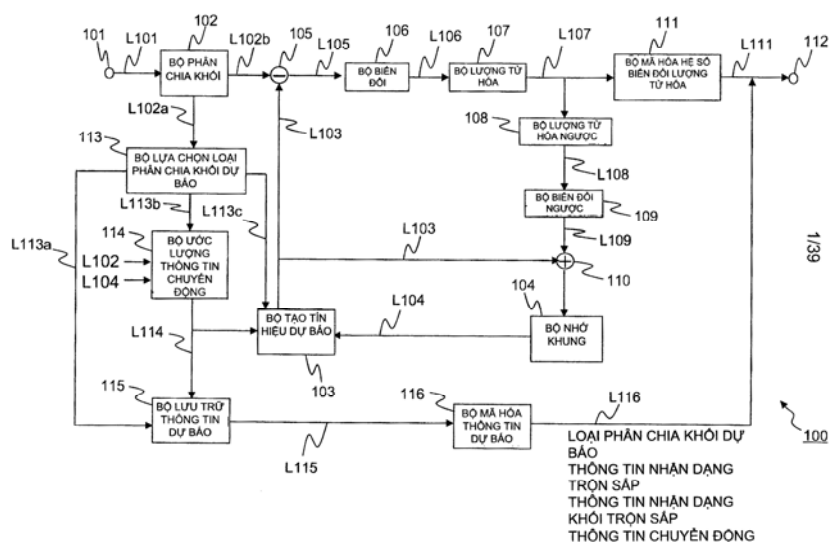 101
L101
102
BỘ PHÂN
CHIA KHỐI
L102b
105
L105
106
BỘ BIẾN
ĐỔI
L106
107
BỘ LƯỢNG TỬ
HÓA
L107
111
BỘ MÃ HÓA HỆ SỐ
BIẾN ĐỔI LƯỢNG
TỬ HÓA
L111
112
L102a
L103
108
BỘ LƯỢNG TỬ
HÓA NGƯỢC
113
BỘ LỰA CHỌN LOẠI
PHÂN CHIA KHỐI DỰ
BÁO
L108
L113b
L113c
BỘ BIẾN ĐỔI
NGƯỢC
109
L113a
114
L102
L104
BỘ ƯỚC
LƯỢNG
THÔNG TIN
CHUYỂN
ĐỘNG
L103
L109
110
1/39
L114
BỘ TẠO TÍN
HIỆU DỰ BÁO
103
L104
104
BỘ NHỚ
KHUNG
115
BỘ LƯU TRỮ
THÔNG TIN
DỰ BÁO
L115
116
BỘ MÃ HÓA
THÔNG TIN
DỰ BÁO
L116
100
LOẠI PHÂN CHIA KHỐI DỰ
BÁO
THÔNG TIN NHẬN DẠNG
TRỘN SẮP
THÔNG TIN NHẬN DẠNG
KHỐI TRỘN SẮP
THÔNG TIN CHUYỂN ĐỘNG